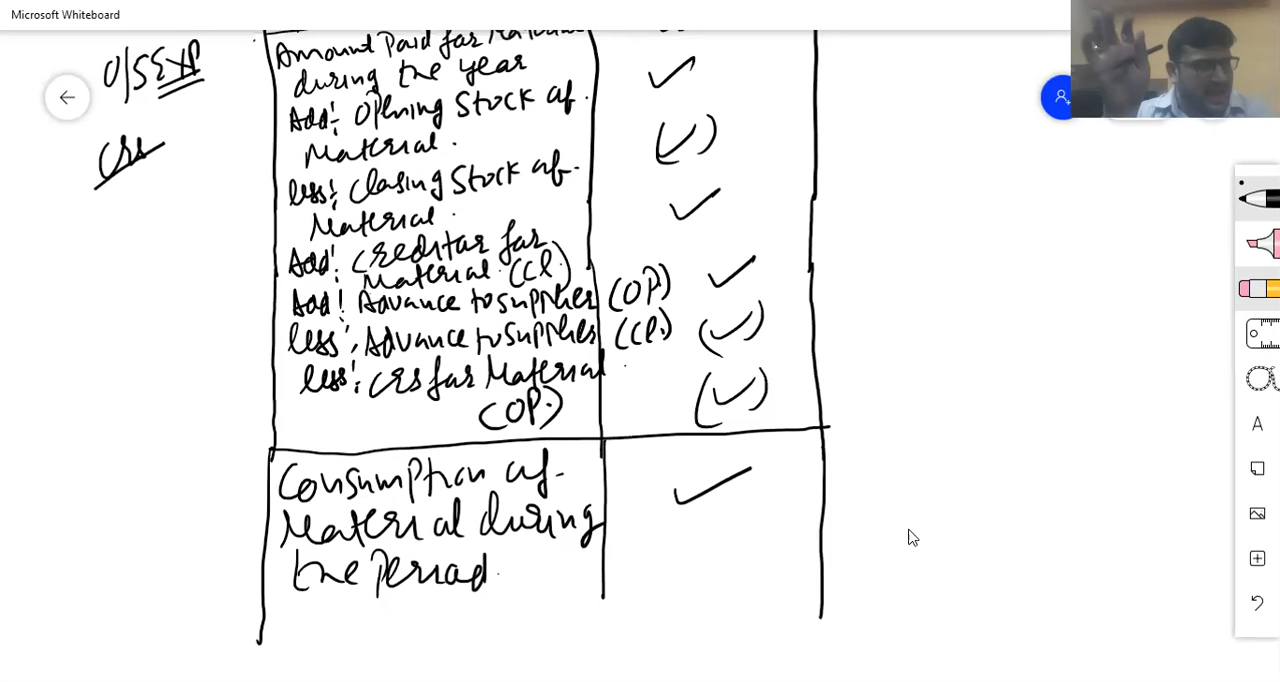 Microsoft Whiteboard
O/S Exp
Crs
Amount Paid for
during the year
Add: Opening Stock of
Material.
less: Closing Stock of
Material.
Add: Creditor for
Material (Cl.)
Add: Advance to supplier (OP.)
less: Advance to supplier (Cl.)
less: Crs for Material
(OP.)
Consumption of
Material during
the Period.
A